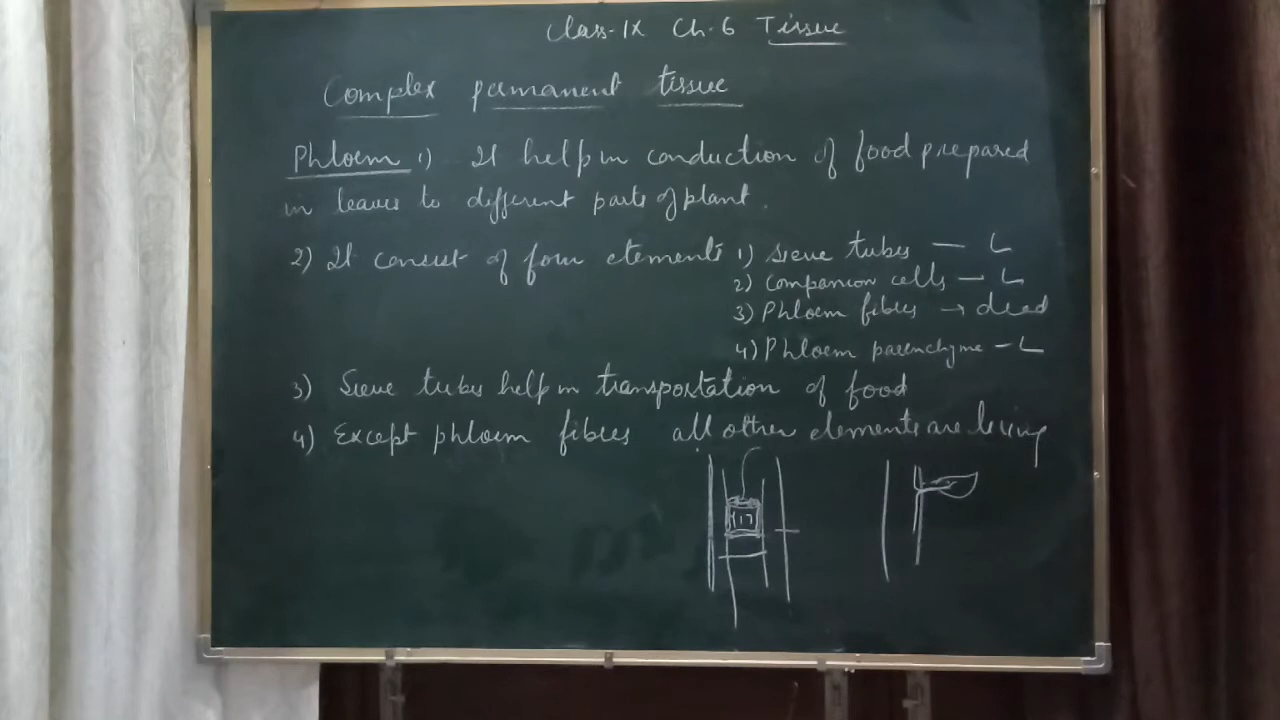 Class-IX Ch.6 Tissue
Complex permanent tissue
Phloem 1) It help in conduction of food prepared
in leaves to different parts of plant.
2) It consist of four elements 1) Sieve tubes — L
2) Companion cells — L
3) Phloem fibres → dead
4) Phloem parenchyme — L
3) Sieve tubes help in transportation of food
4) Except phloem fibres all other elements are living